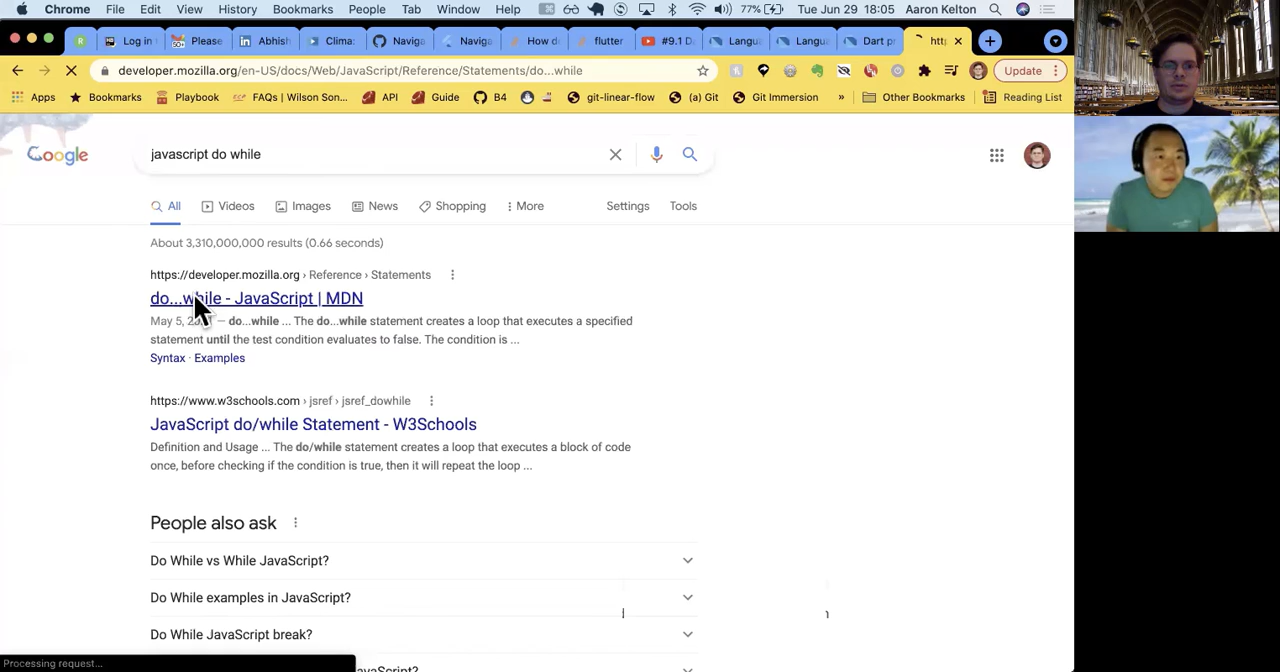 Chrome File Edit View History Bookmarks People Tab Window Help 77% Tue Jun 29 18:05 Aaron Kelton
R Log in Please Abhish Clima Naviga Naviga How do flutter #9.1 D Langua Langua Dart p http
developer.mozilla.org/en-US/docs/Web/JavaScript/Reference/Statements/do...while Update
Apps Bookmarks Playbook FAQs | Wilson Son... API Guide B4 git-linear-flow (a) Git Git Immersion » Other Bookmarks Reading List
Google javascript do while
All Videos Images News Shopping More Settings Tools
About 3,310,000,000 results (0.66 seconds)
https://developer.mozilla.org › Reference › Statements
do...while - JavaScript | MDN
May 5, — do...while ... The do...while statement creates a loop that executes a specified
statement until the test condition evaluates to false. The condition is ...
Syntax · Examples
https://www.w3schools.com › jsref › jsref_dowhile
JavaScript do/while Statement - W3Schools
Definition and Usage ... The do/while statement creates a loop that executes a block of code
once, before checking if the condition is true, then it will repeat the loop ...
People also ask
Do While vs While JavaScript?
Do While examples in JavaScript?
Do While JavaScript break?
avaScript?
Processing request...